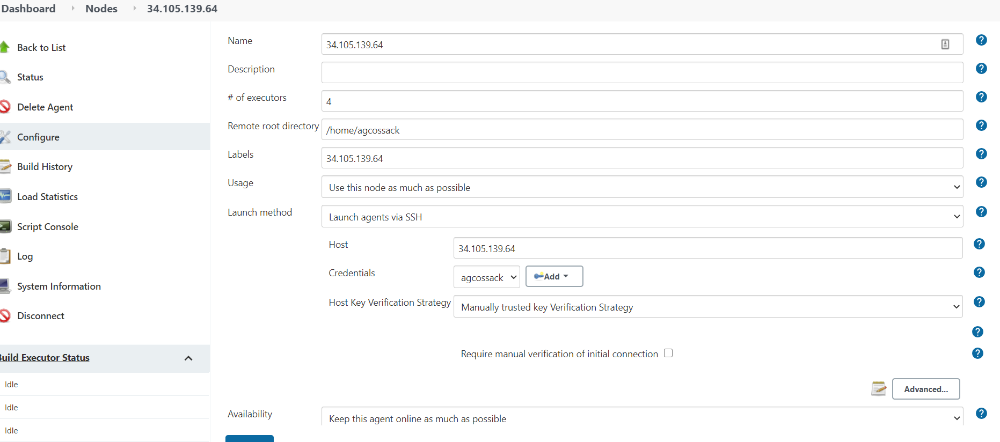 Dashboard Nodes 34.105.139.64
Back to List
Status
Delete Agent
Configure
Build History
Load Statistics
Script Console
Log
System Information
Disconnect
Build Executor Status
Idle
Idle
Idle
Name 34.105.139.64
Description
# of executors 4
Remote root directory /home/agcossack
Labels 34.105.139.64
Usage Use this node as much as possible
Launch method Launch agents via SSH
Host 34.105.139.64
Credentials agcossack Add
Host Key Verification Strategy Manually trusted key Verification Strategy
Require manual verification of initial connection
Advanced...
Availability Keep this agent online as much as possible